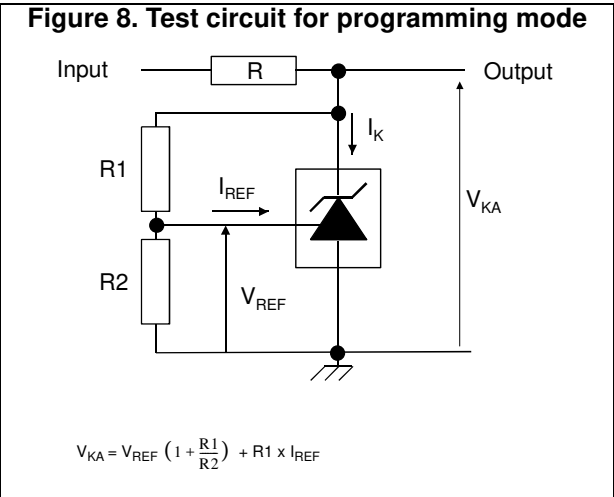 Figure 8. Test circuit for programming mode
Input
R
Output
I_K
R1
I_REF
V_KA
R2
V_REF
V_KA = V_REF (1 + R1/R2) + R1 x I_REF